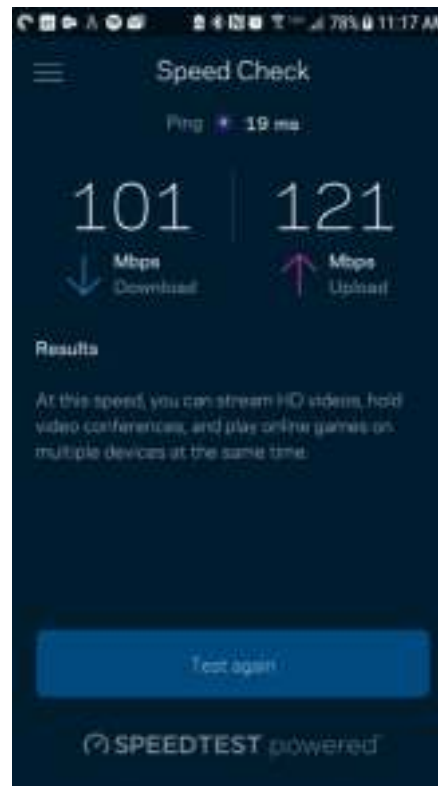 78% 11:17 AM
Speed Check
Ping 19 ms
101 121
Mbps Mbps
Download Upload
Results
At this speed, you can stream HD videos, hold
video conferences, and play online games on
multiple devices at the same time.
Test again
SPEEDTEST powered